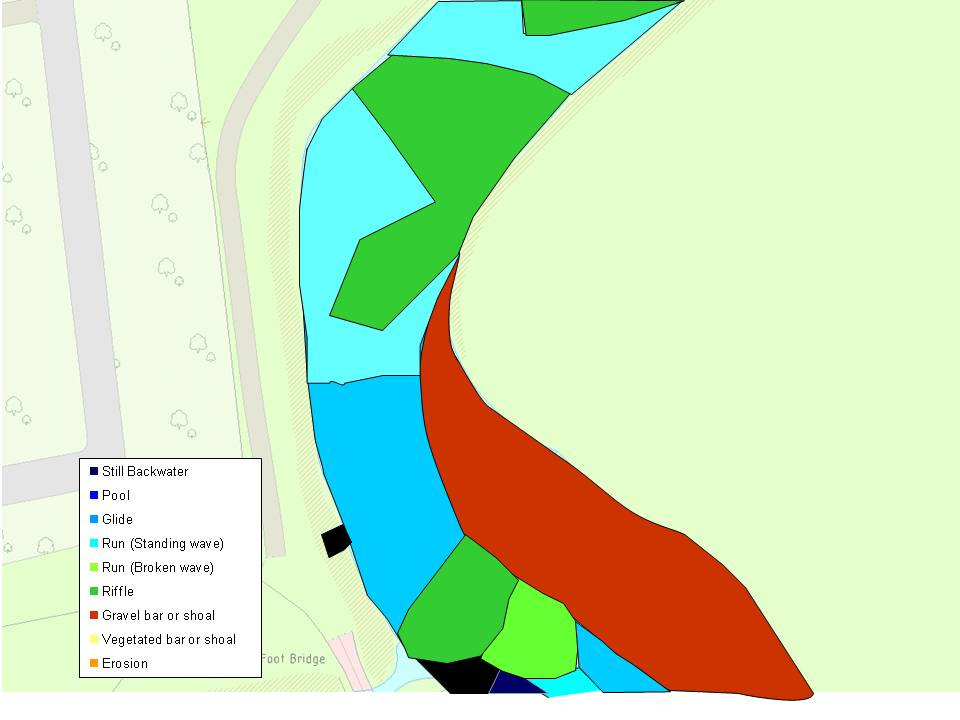 Still Backwater
Pool
Glide
Run (Standing wave)
Run (Broken wave)
Riffle
Gravel bar or shoal
Vegetated bar or shoal
Erosion
Foot Bridge